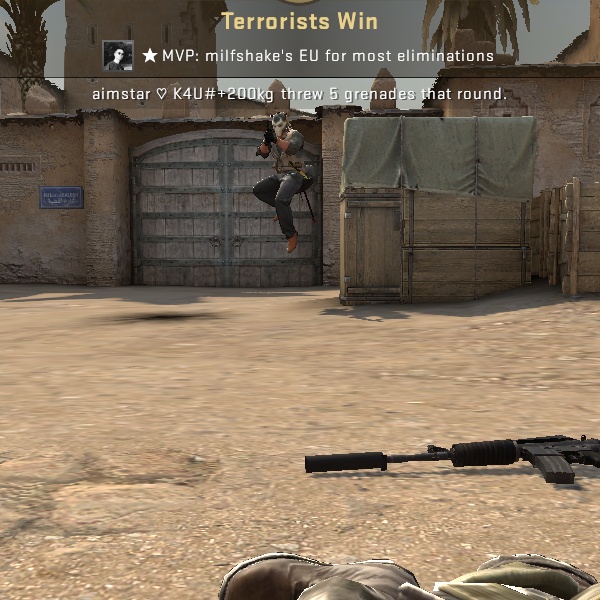 Terrorists Win
★ MVP: milfshake's EU for most eliminations
aimstar ♡ K4U#+200kg threw 5 grenades that round.